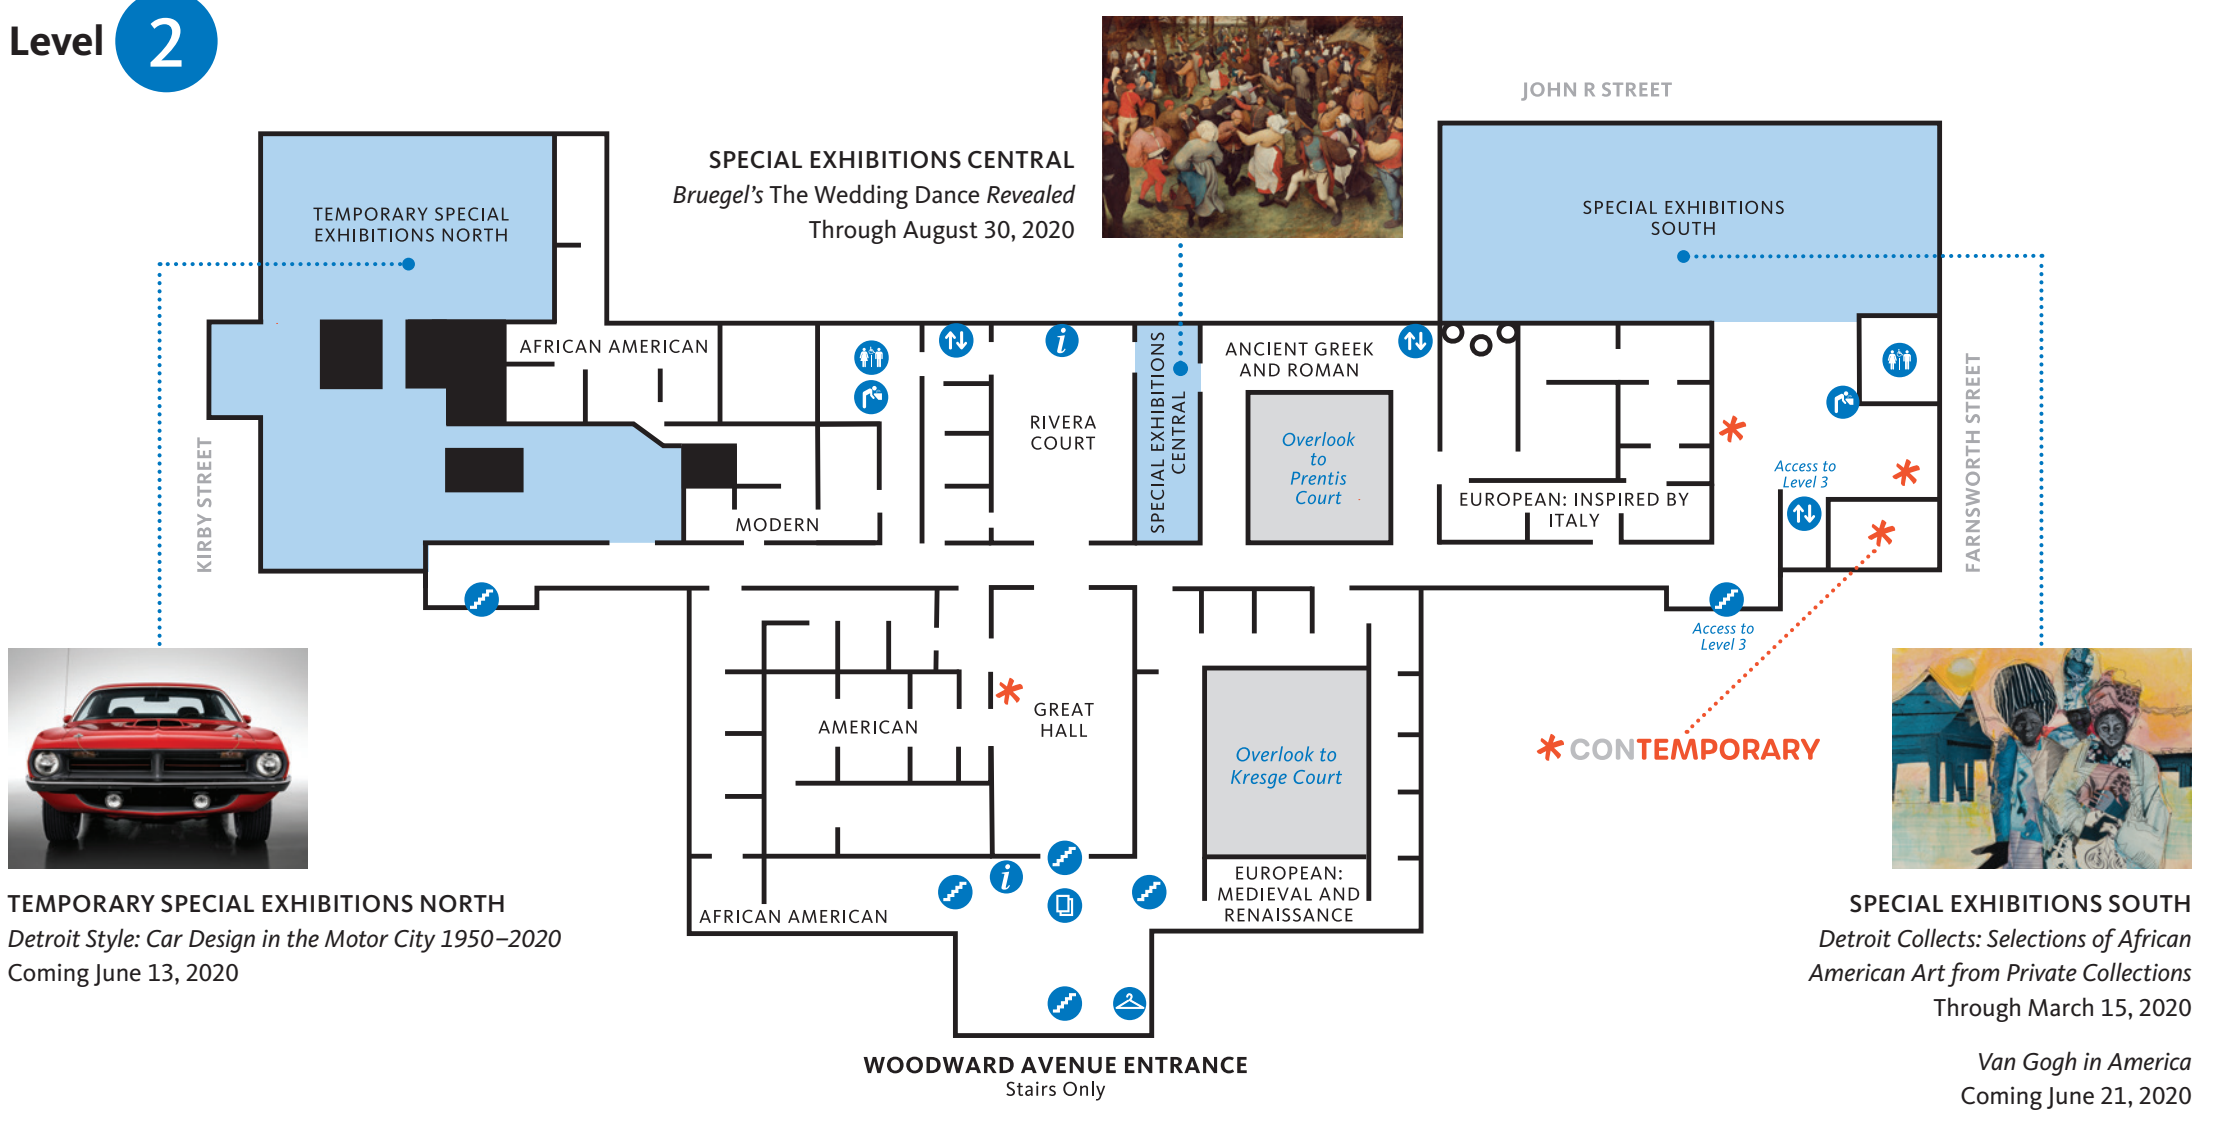 Level 2
JOHN R STREET
SPECIAL EXHIBITIONS CENTRAL
Bruegel’s The Wedding Dance Revealed
Through August 30, 2020
TEMPORARY SPECIAL
EXHIBITIONS NORTH
SPECIAL EXHIBITIONS
SOUTH
AFRICAN AMERICAN
i
RIVERA
COURT
SPECIAL EXHIBITIONS
CENTRAL
ANCIENT GREEK
AND ROMAN
Overlook
to
Prentis
Court
KIRBY STREET
MODERN
EUROPEAN: INSPIRED BY
ITALY
Access to
Level 3
FARNSWORTH STREET
Access to
Level 3
AMERICAN
GREAT
HALL
Overlook to
Kresge Court
* CONTEMPORARY
AFRICAN AMERICAN
i
EUROPEAN:
MEDIEVAL AND
RENAISSANCE
TEMPORARY SPECIAL EXHIBITIONS NORTH
Detroit Style: Car Design in the Motor City 1950–2020
Coming June 13, 2020
WOODWARD AVENUE ENTRANCE
Stairs Only
SPECIAL EXHIBITIONS SOUTH
Detroit Collects: Selections of African
American Art from Private Collections
Through March 15, 2020
Van Gogh in America
Coming June 21, 2020